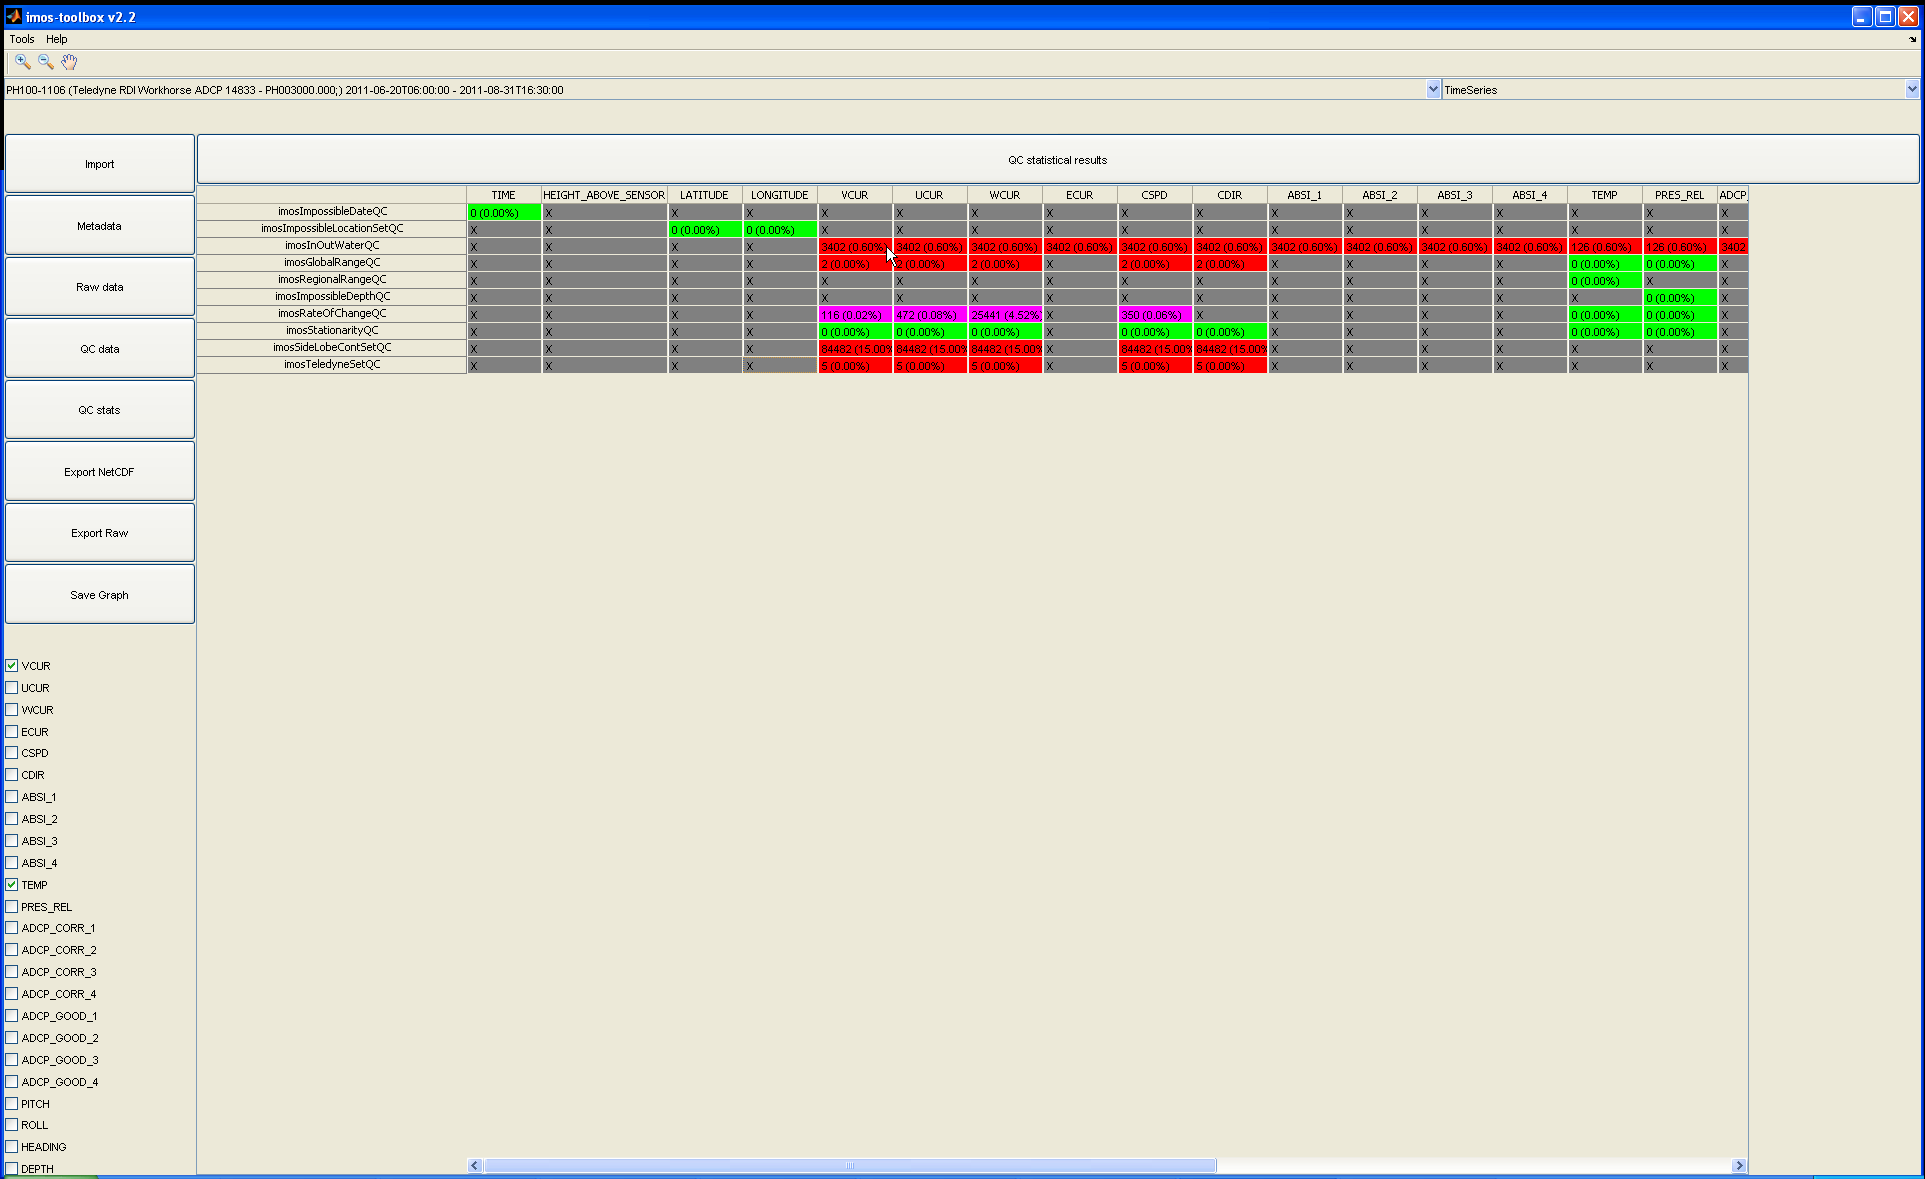 imos-toolbox v2.2
Tools Help
PH100-1106 (Teledyne RDI Workhorse ADCP 14833 - PH003000.000;) 2011-06-20T06:00:00 - 2011-08-31T16:30:00 TimeSeries
Import
Metadata
Raw data
QC data
QC stats
Export NetCDF
Export Raw
Save Graph
QC statistical results
TIME HEIGHT_ABOVE_SENSOR LATITUDE LONGITUDE VCUR UCUR WCUR ECUR CSPD CDIR ABSI_1 ABSI_2 ABSI_3 ABSI_4 TEMP PRES_REL ADCP_
imosImpossibleDateQC 0 (0.00%) X X X X X X X X X X X X X X X X
imosImpossibleLocationSetQC X X 0 (0.00%) 0 (0.00%) X X X X X X X X X X X X X
imosInOutWaterQC X X X X 3402 (0.60%) 3402 (0.60%) 3402 (0.60%) 3402 (0.60%) 3402 (0.60%) 3402 (0.60%) 3402 (0.60%) 3402 (0.60%) 3402 (0.60%) 3402 (0.60%) 126 (0.60%) 126 (0.60%) 3402
imosGlobalRangeQC X X X X 2 (0.00%) 2 (0.00%) 2 (0.00%) X 2 (0.00%) 2 (0.00%) X X X X 0 (0.00%) 0 (0.00%) X
imosRegionalRangeQC X X X X X X X X X X X X X X 0 (0.00%) X X
imosImpossibleDepthQC X X X X X X X X X X X X X X X 0 (0.00%) X
imosRateOfChangeQC X X X X 116 (0.02%) 472 (0.08%) 25441 (4.52%) X 350 (0.06%) X X X X X 0 (0.00%) 0 (0.00%) X
imosStationarityQC X X X X 0 (0.00%) 0 (0.00%) 0 (0.00%) X 0 (0.00%) 0 (0.00%) X X X X 0 (0.00%) 0 (0.00%) X
imosSideLobeContSetQC X X X X 84482 (15.00% 84482 (15.00% 84482 (15.00% X 84482 (15.00% 84482 (15.00% X X X X X X X
imosTeledyneSetQC X X X X 5 (0.00%) 5 (0.00%) 5 (0.00%) X 5 (0.00%) 5 (0.00%) X X X X X X X
VCUR
UCUR
WCUR
ECUR
CSPD
CDIR
ABSI_1
ABSI_2
ABSI_3
ABSI_4
TEMP
PRES_REL
ADCP_CORR_1
ADCP_CORR_2
ADCP_CORR_3
ADCP_CORR_4
ADCP_GOOD_1
ADCP_GOOD_2
ADCP_GOOD_3
ADCP_GOOD_4
PITCH
ROLL
HEADING
DEPTH